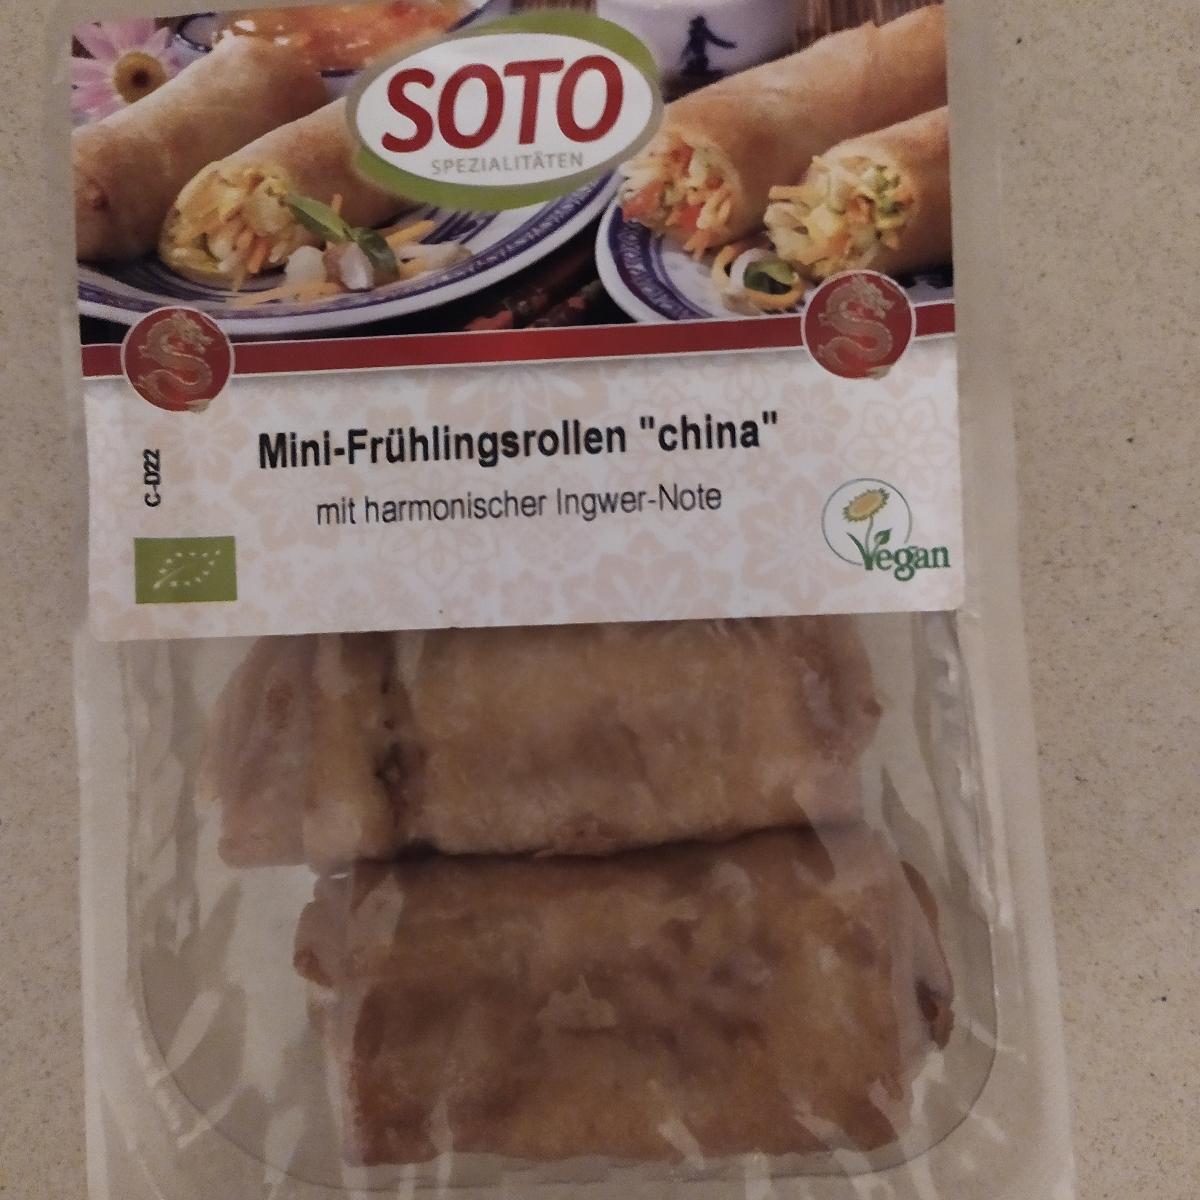 SOTO
SPEZIALITÄTEN
Mini-Frühlingsrollen "china"
mit harmonischer Ingwer-Note
C-D22
Vegan